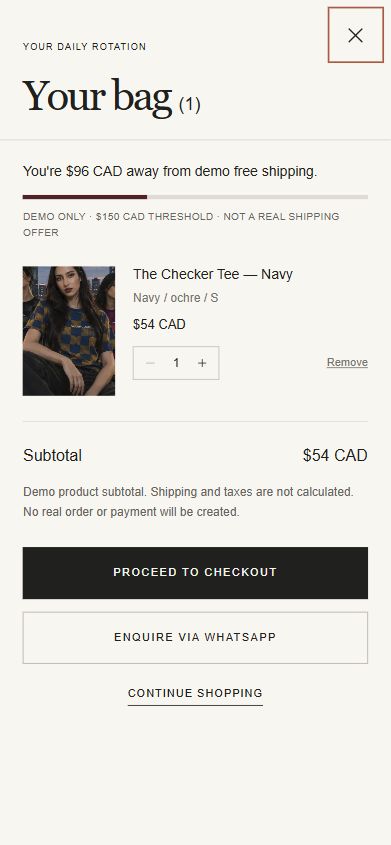 YOUR DAILY ROTATION
Your bag (1)
You're $96 CAD away from demo free shipping.
DEMO ONLY · $150 CAD THRESHOLD · NOT A REAL SHIPPING
OFFER
The Checker Tee — Navy
Navy / ochre / S
$54 CAD
− 1 +
Remove
Subtotal
$54 CAD
Demo product subtotal. Shipping and taxes are not calculated.
No real order or payment will be created.
PROCEED TO CHECKOUT
ENQUIRE VIA WHATSAPP
CONTINUE SHOPPING